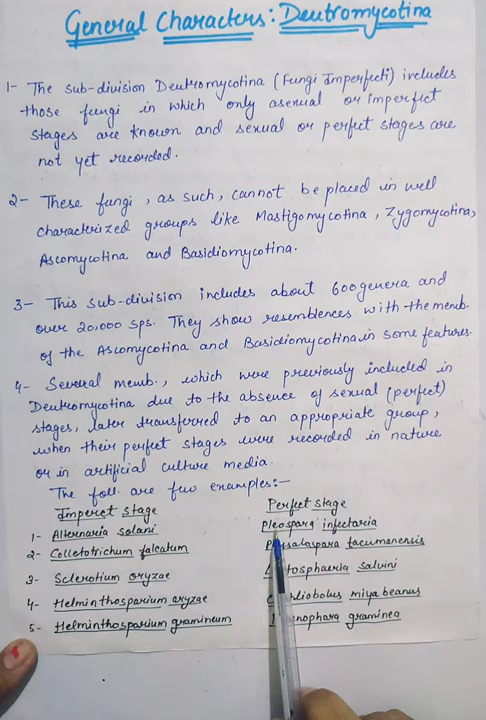 General Characters: Deutromycotina
1- The sub-division Deutromycotina (Fungi Imperfecti) includes
those fungi in which only asexual or imperfect
stages are known and sexual or perfect stages are
not yet recorded.
2- These fungi, as such, cannot be placed in well
characterized groups like Mastigomycotina, Zygomycotina,
Ascomycotina and Basidiomycotina.
3- This sub-division includes about 600 genera and
over 20,000 sps. They show resemblences with the memb.
of the Ascomycotina and Basidiomycotina in some features.
4- Several memb., which were previously included in
Deutromycotina due to the absence of sexual (perfect)
stages, later transferred to an appropriate group,
when their perfect stages were recorded in nature
or in artificial culture media.
The foll. are few examples:-
Imperet stage Perfect stage
1- Alternaria solani Pleospara infectaria
2- Colletotrichum falcatum tacumanensis
3- Sclerotium oryzae salvini
4- Helminthosparium oryzae miyabeanus
5- Helminthosparium gramineum graminea